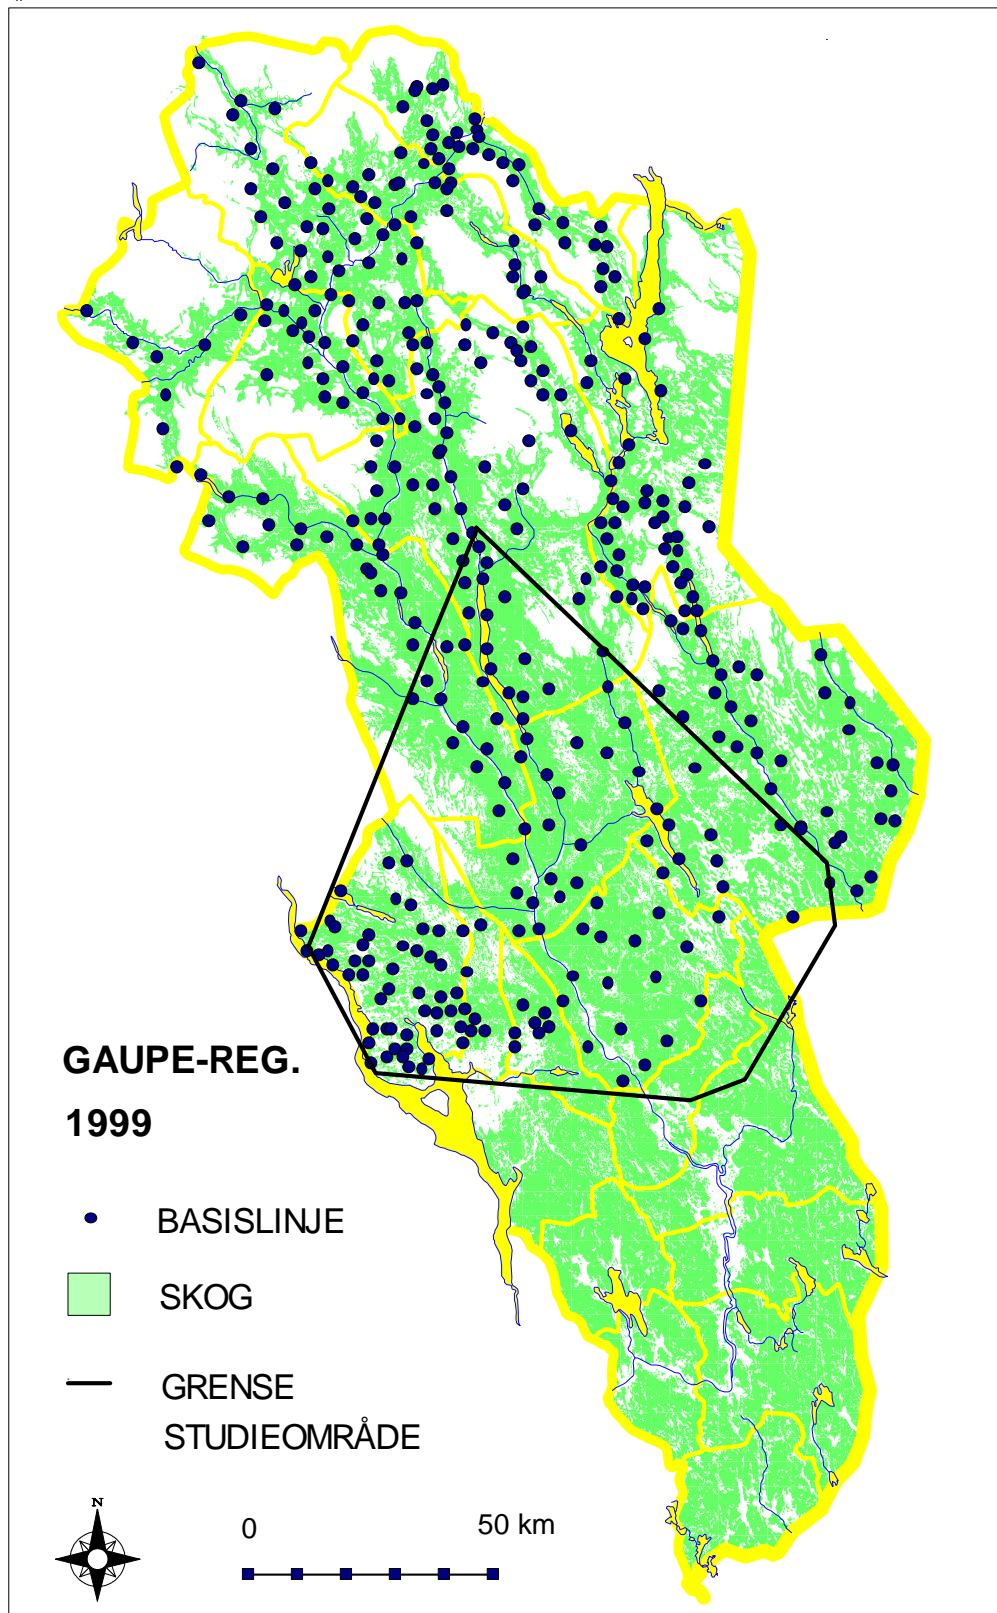 GAUPE-REG.
1999
BASISLINJE
SKOG
GRENSE
STUDIEOMRÅDE
N
0 50 km